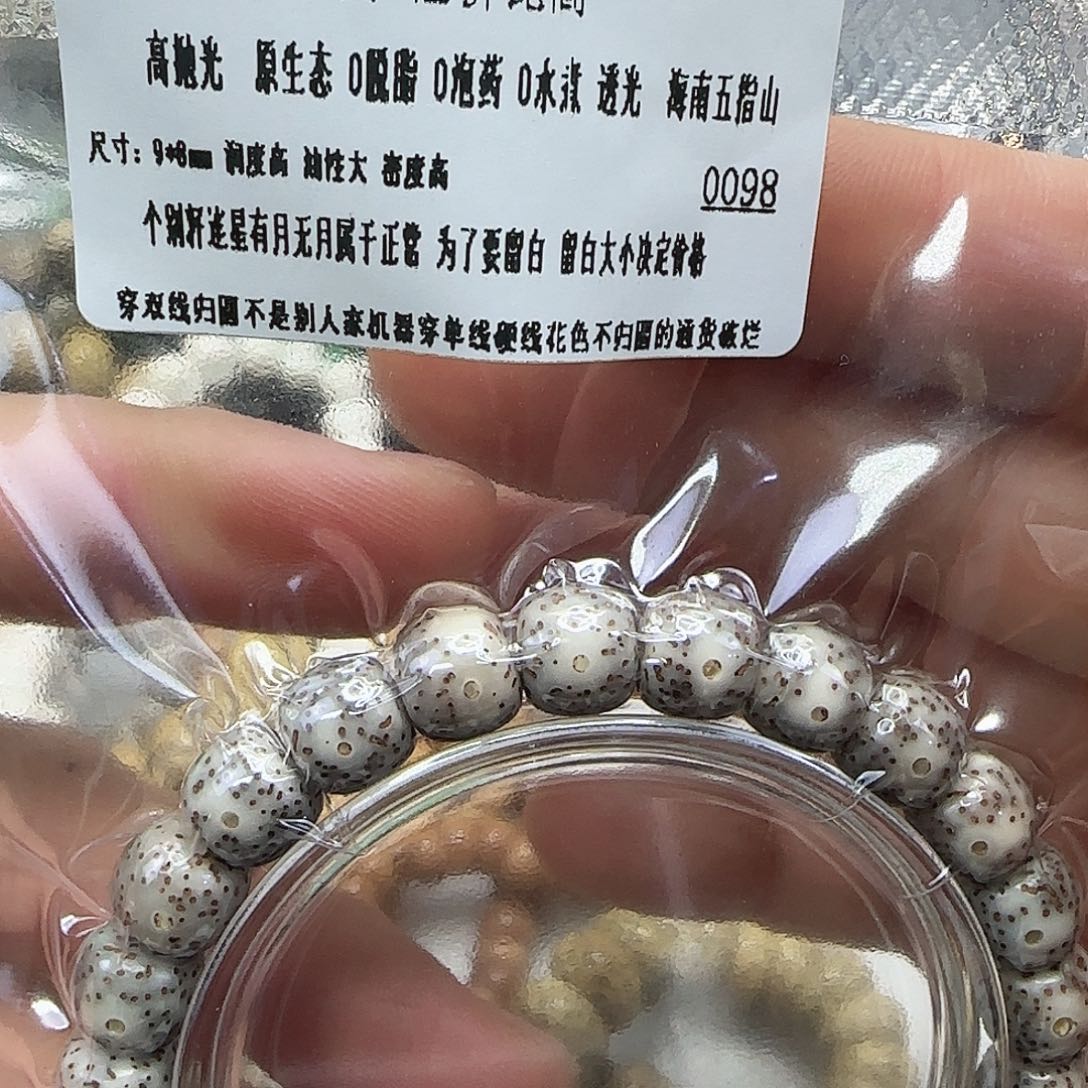 高抛光 原生态 0脱脂 0泡药 0水煮 透光 海南五指山
尺寸：9*8mm 润度高 油性大 密度高
0098
个别籽连星有月无月属于正常 为了要留白 留白大小决定价格
穿双线归圆不是别人家机器穿单线硬线花色不归圆的通货破烂